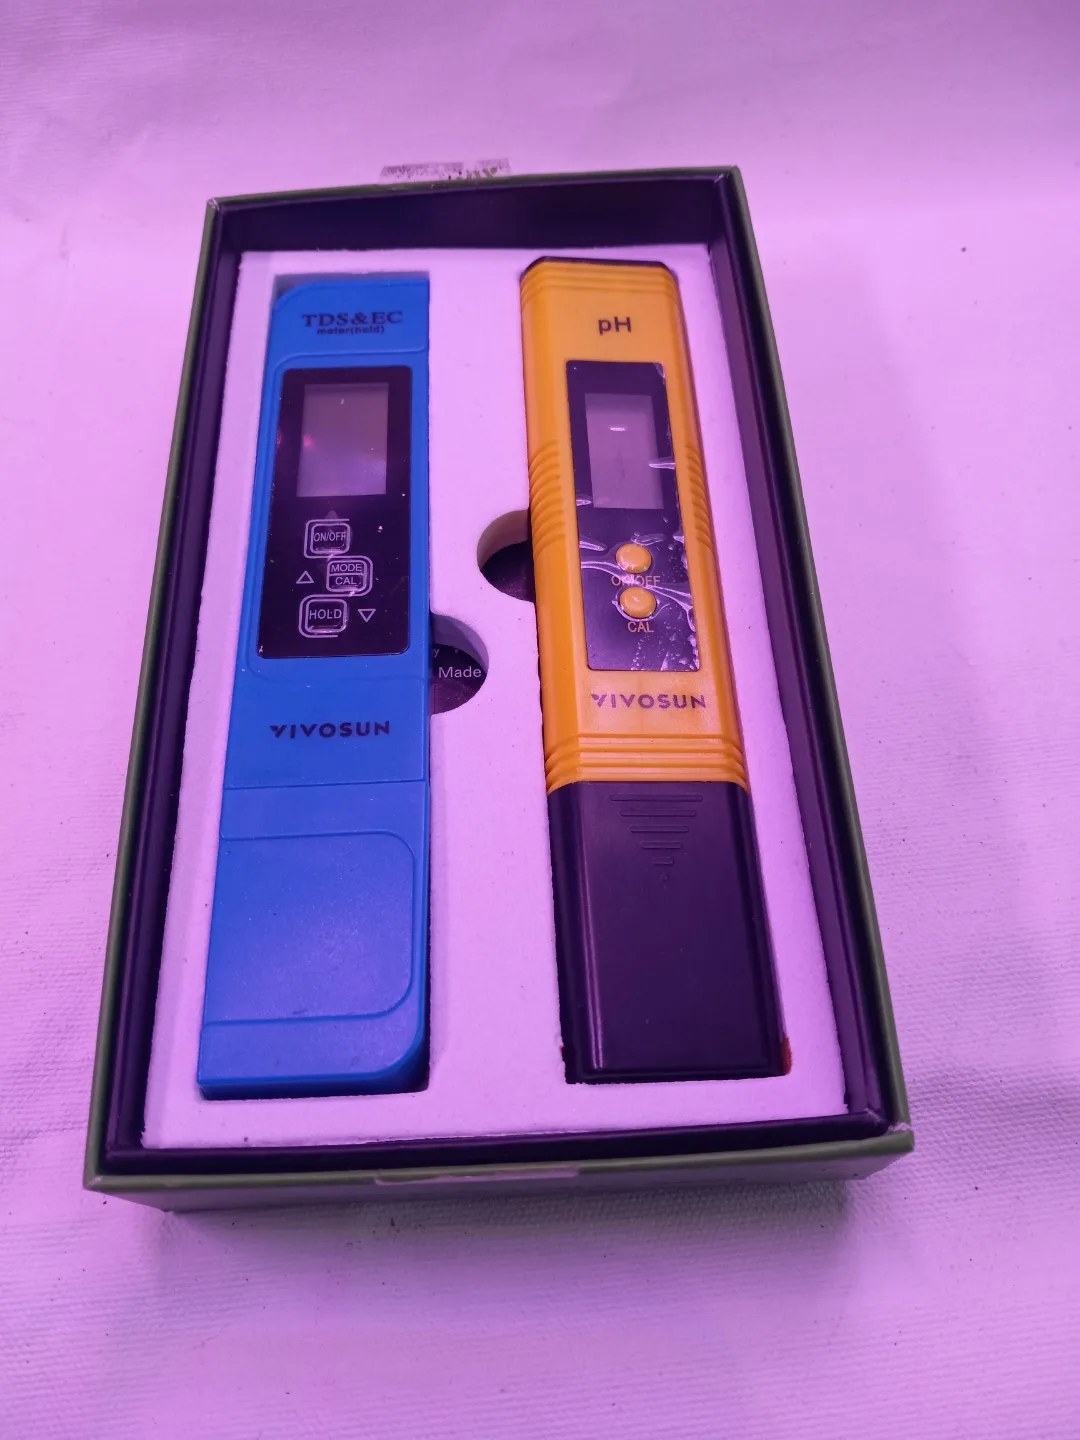 TDS&EC
meter(hold)
ON/OFF
MODE
CAL
HOLD
VIVOSUN
y
Made
pH
ON/OFF
CAL
VIVOSUN